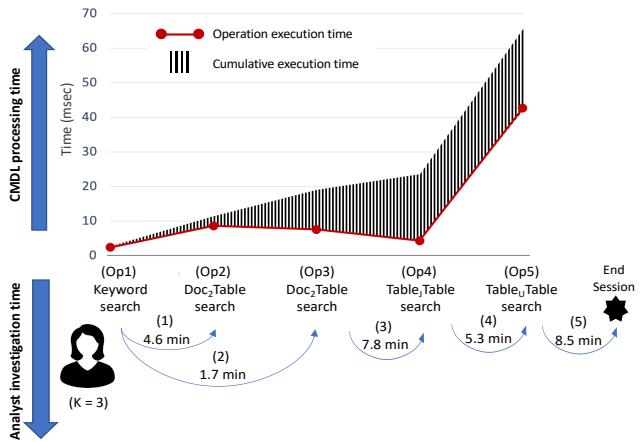 70
60
50
40
30
20
10
0
Time (msec)
CMDL processing time
Operation execution time
Cumulative execution time
(Op1)
Keyword
search
(Op2)
Doc2Table
search
(Op3)
Doc2Table
search
(Op4)
TableJTable
search
(Op5)
TableUTable
search
End
Session
Analyst investigation time
(K = 3)
(1)
4.6 min
(2)
1.7 min
(3)
7.8 min
(4)
5.3 min
(5)
8.5 min